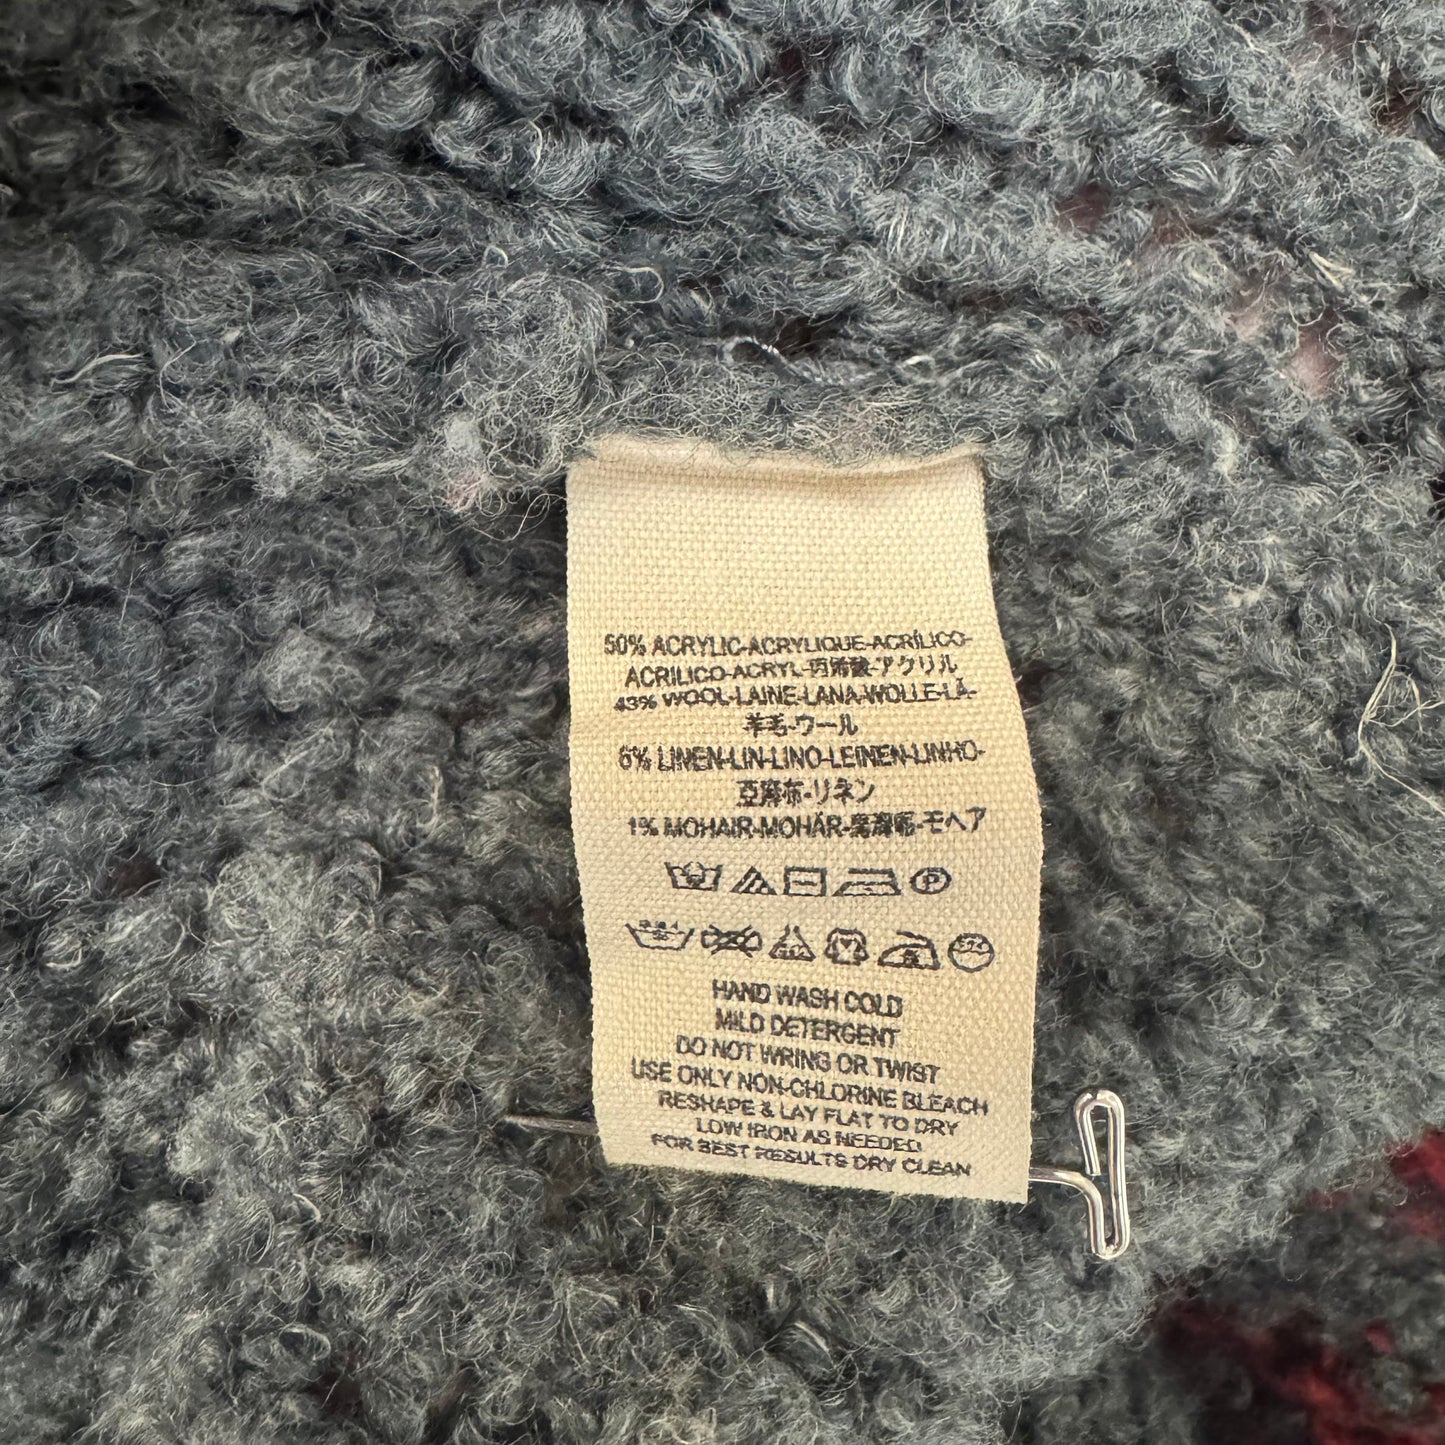 50% ACRYLIC-ACRYLIQUE-ACRÍLICO-
ACRILICO-ACRYL-丙烯酸-アクリル
43% WOOL-LAINE-LANA-WOLLE-LÃ-
羊毛-ウール
6% LINEN-LIN-LINO-LEINEN-LINHO-
亞麻布-リネン
1% MOHAIR-MOHÄR-馬海毛-モヘア
HAND WASH COLD
MILD DETERGENT
DO NOT WRING OR TWIST
USE ONLY NON-CHLORINE BLEACH
RESHAPE & LAY FLAT TO DRY
LOW IRON AS NEEDED
FOR BEST RESULTS DRY CLEAN